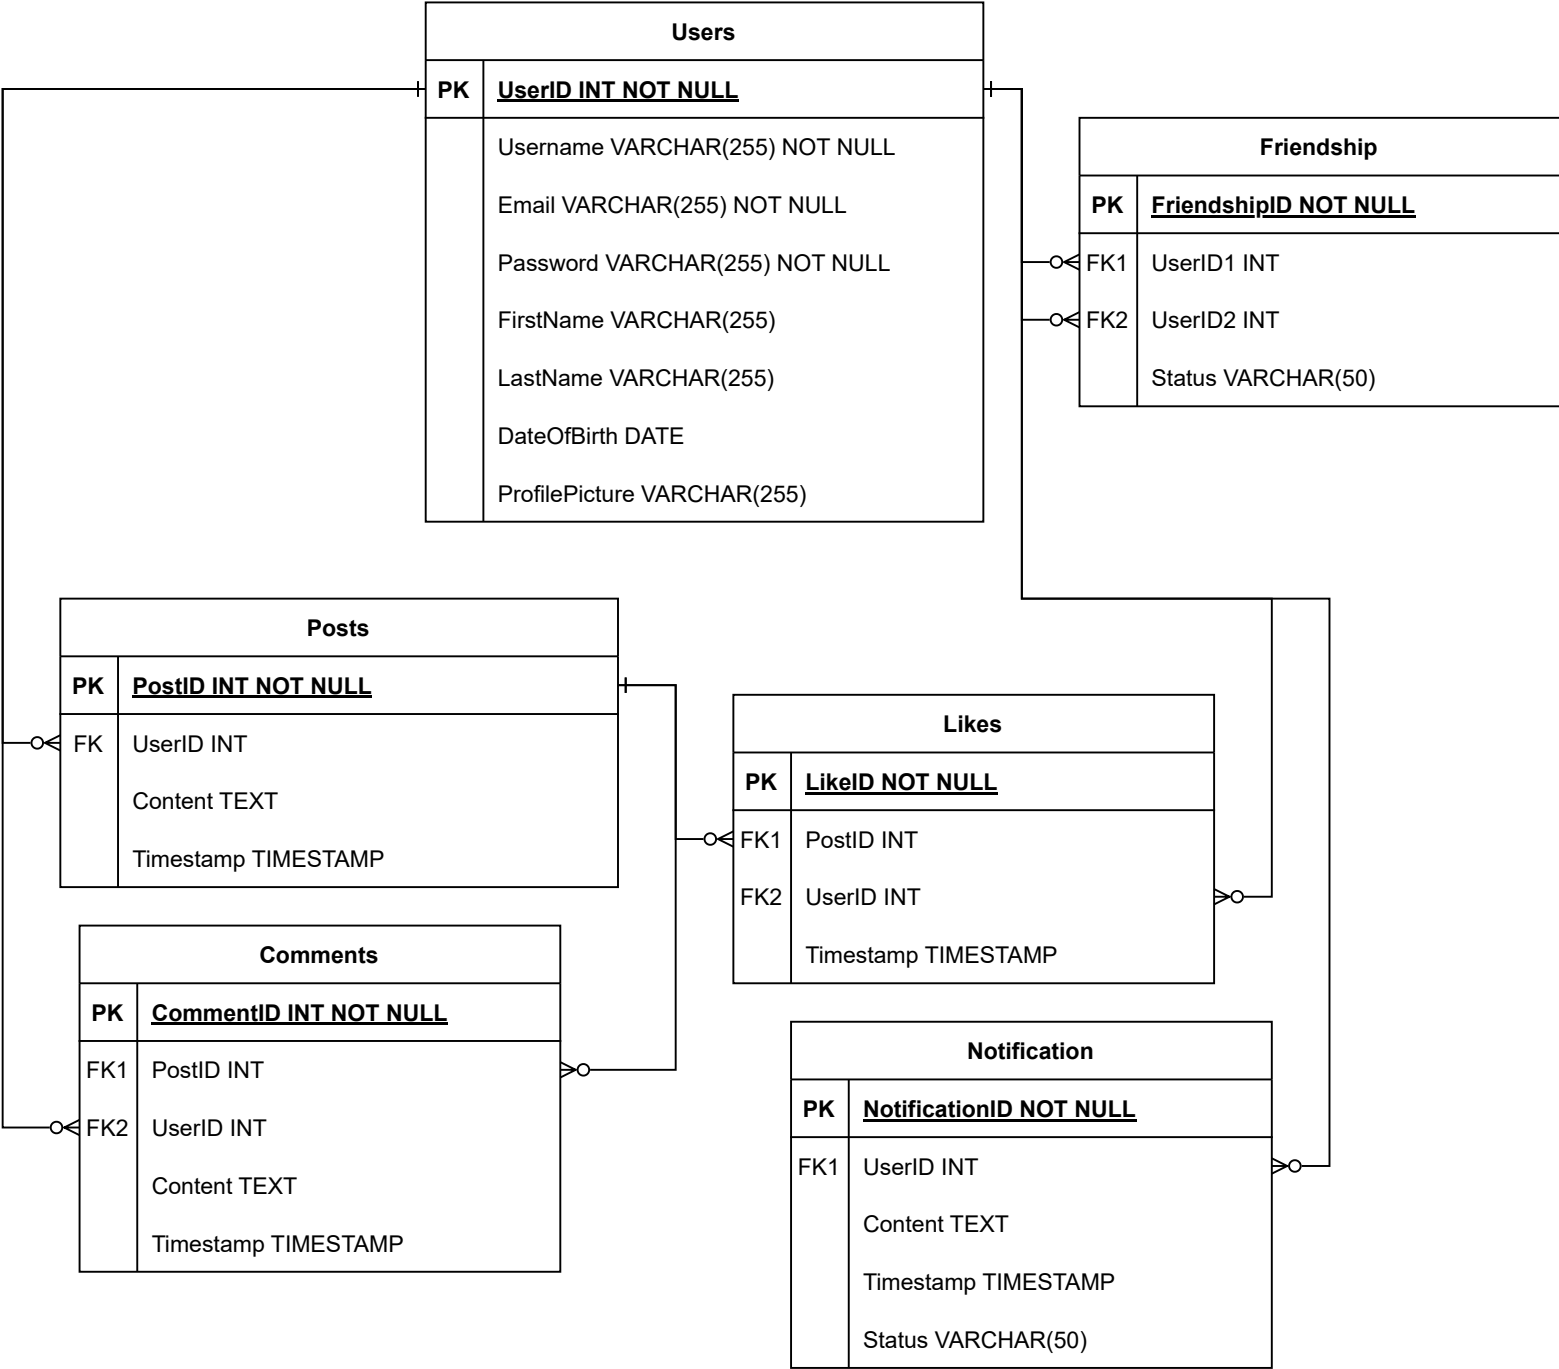 Users
PK UserID INT NOT NULL
Username VARCHAR(255) NOT NULL
Email VARCHAR(255) NOT NULL
Password VARCHAR(255) NOT NULL
FirstName VARCHAR(255)
LastName VARCHAR(255)
DateOfBirth DATE
ProfilePicture VARCHAR(255)
Friendship
PK FriendshipID NOT NULL
FK1 UserID1 INT
FK2 UserID2 INT
Status VARCHAR(50)
Posts
PK PostID INT NOT NULL
FK UserID INT
Content TEXT
Timestamp TIMESTAMP
Likes
PK LikeID NOT NULL
FK1 PostID INT
FK2 UserID INT
Timestamp TIMESTAMP
Comments
PK CommentID INT NOT NULL
FK1 PostID INT
FK2 UserID INT
Content TEXT
Timestamp TIMESTAMP
Notification
PK NotificationID NOT NULL
FK1 UserID INT
Content TEXT
Timestamp TIMESTAMP
Status VARCHAR(50)